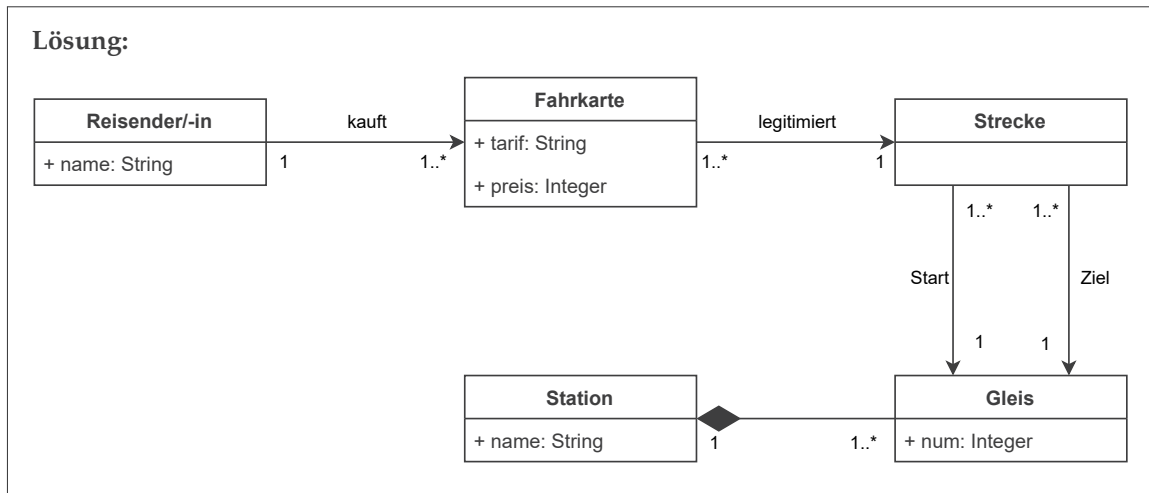 Lösung:
Reisender/-in
+ name: String
kauft
1
1..*
Fahrkarte
+ tarif: String
+ preis: Integer
legitimiert
1..*
1
Strecke
1..*
1..*
Start
Ziel
1
1
Station
+ name: String
1
1..*
Gleis
+ num: Integer